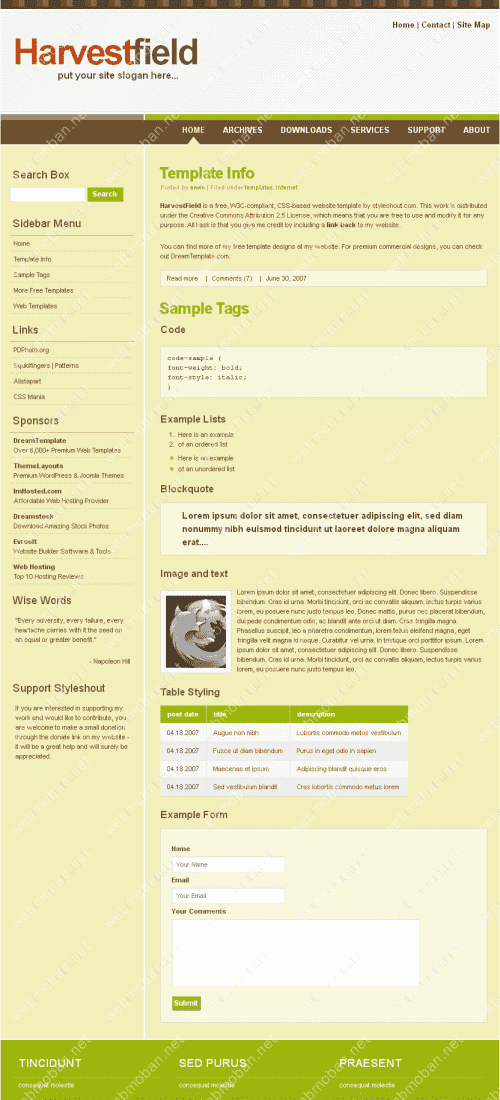 Home | Contact | Site Map
Harvestfield
put your site slogan here...
HOME ARCHIVES DOWNLOADS SERVICES SUPPORT ABOUT
Search Box
Search
Sidebar Menu
Home
Template Info
Sample Tags
More Free Templates
Web Templates
Links
PDPhoto.org
Squidfingers | Patterns
Alistapart
CSS Mania
Sponsors
DreamTemplate
Over 6,000+ Premium Web Templates
ThemeLayouts
Premium WordPress & Joomla Themes
ImHosted.com
Affordable Web Hosting Provider
Dreamstock
Download Amazing Stock Photos
Evrsoft
Website Builder Software & Tools
Web Hosting
Top 10 Hosting Reviews
Wise Words
"Every adversity, every failure, every
heartache carries with it the seed of
an equal or greater benefit."
- Napoleon Hill
Support Styleshout
If you are interested in supporting my
work and would like to contribute, you
are welcome to make a small donation
through the donate link on my website -
it will be a great help and will surely be
appreciated.
Template Info
Posted by erwin | Filed under templates, internet
HarvestField is a free, W3C-compliant, CSS-based website template by styleshout.com. This work is distributed
under the Creative Commons Attribution 2.5 License, which means that you are free to use and modify it for any
purpose. All I ask is that you give me credit by including a link back to my website.
You can find more of my free template designs at my website. For premium commercial designs, you can check
out DreamTemplate.com.
Read more | Comments (7) | June 30, 2007
Sample Tags
Code
code-sample {
font-weight: bold;
font-style: italic;
}
Example Lists
1. Here is an example
2. of an ordered list
Here is an example
of an unordered list
Blockquote
Lorem ipsum dolor sit amet, consectetuer adipiscing elit, sed diam
nonummy nibh euismod tincidunt ut laoreet dolore magna aliquam
erat....
Image and text
Lorem ipsum dolor sit amet, consectetuer adipiscing elit. Donec libero. Suspendisse
bibendum. Cras id urna. Morbi tincidunt, orci ac convallis aliquam, lectus turpis varius
lorem, eu posuere nunc justo tempus leo. Donec mattis, purus nec placerat bibendum,
dui pede condimentum odio, ac blandit ante orci ut diam. Cras fringilla magna.
Phasellus suscipit, leo a pharetra condimentum, lorem tellus eleifend magna, eget
fringilla velit magna id neque. Curabitur vel urna. In tristique orci porttitor ipsum. Lorem
ipsum dolor sit amet, consectetuer adipiscing elit. Donec libero. Suspendisse bibendum.
Cras id urna. Morbi tincidunt, orci ac convallis aliquam, lectus turpis varius lorem, eu
posuere nunc justo tempus leo.
Table Styling
post date title description
04.18.2007 Augue non nibh Lobortis commodo metus vestibulum
04.18.2007 Fusce ut diam bibendum Purus in eget odio in sapien
04.18.2007 Maecenas et ipsum Adipiscing blandit quisque eros
04.18.2007 Sed vestibulum blandit Cras lobortis commodo metus lorem
Example Form
Name
Your Name
Email
Your Email
Your Comments
Submit
TINCIDUNT SED PURUS PRAESENT
consequat molestie consequat molestie consequat molestie